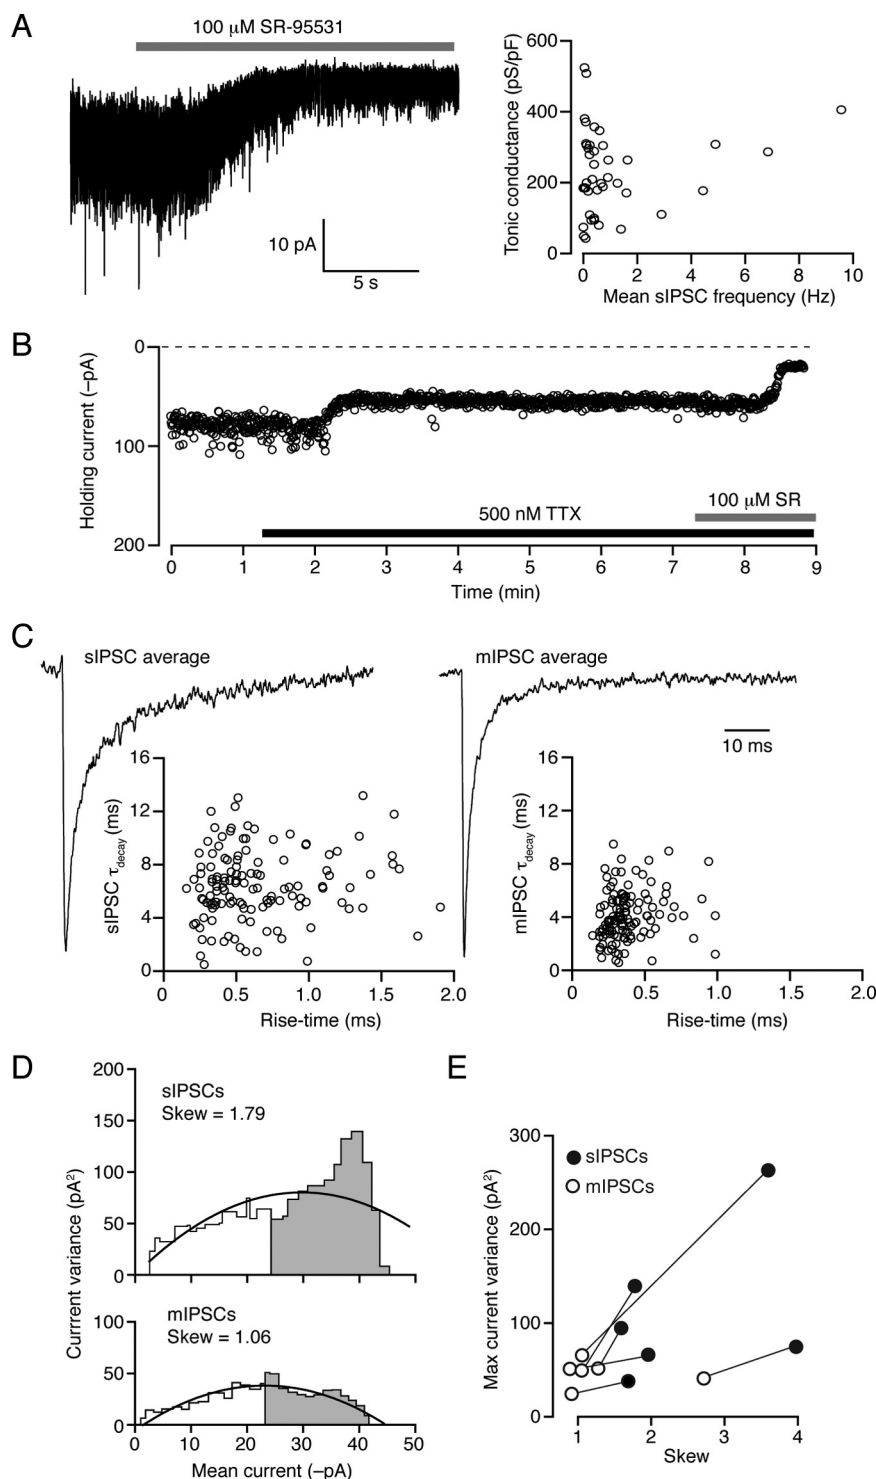 A
100 µM SR-95531
10 pA
5 s
Tonic conductance (pS/pF)
600
400
200
0
0 2 4 6 8 10
Mean sIPSC frequency (Hz)
B
Holding current (–pA)
0
100
200
500 nM TTX
100 µM SR
0 1 2 3 4 5 6 7 8 9
Time (min)
C
sIPSC average
mIPSC average
10 ms
sIPSC τdecay (ms)
16
12
8
4
0
0 0.5 1.0 1.5 2.0
Rise-time (ms)
mIPSC τdecay (ms)
16
12
8
4
0
0 0.5 1.0 1.5 2.0
Rise-time (ms)
D
Currrent variance (pA²)
200
150
100
50
0
sIPSCs
Skew = 1.79
100
50
0
mIPSCs
Skew = 1.06
0 10 20 30 40 50
Mean current (–pA)
E
Max current variance (pA²)
300
200
100
0
sIPSCs
mIPSCs
1 2 3 4
Skew